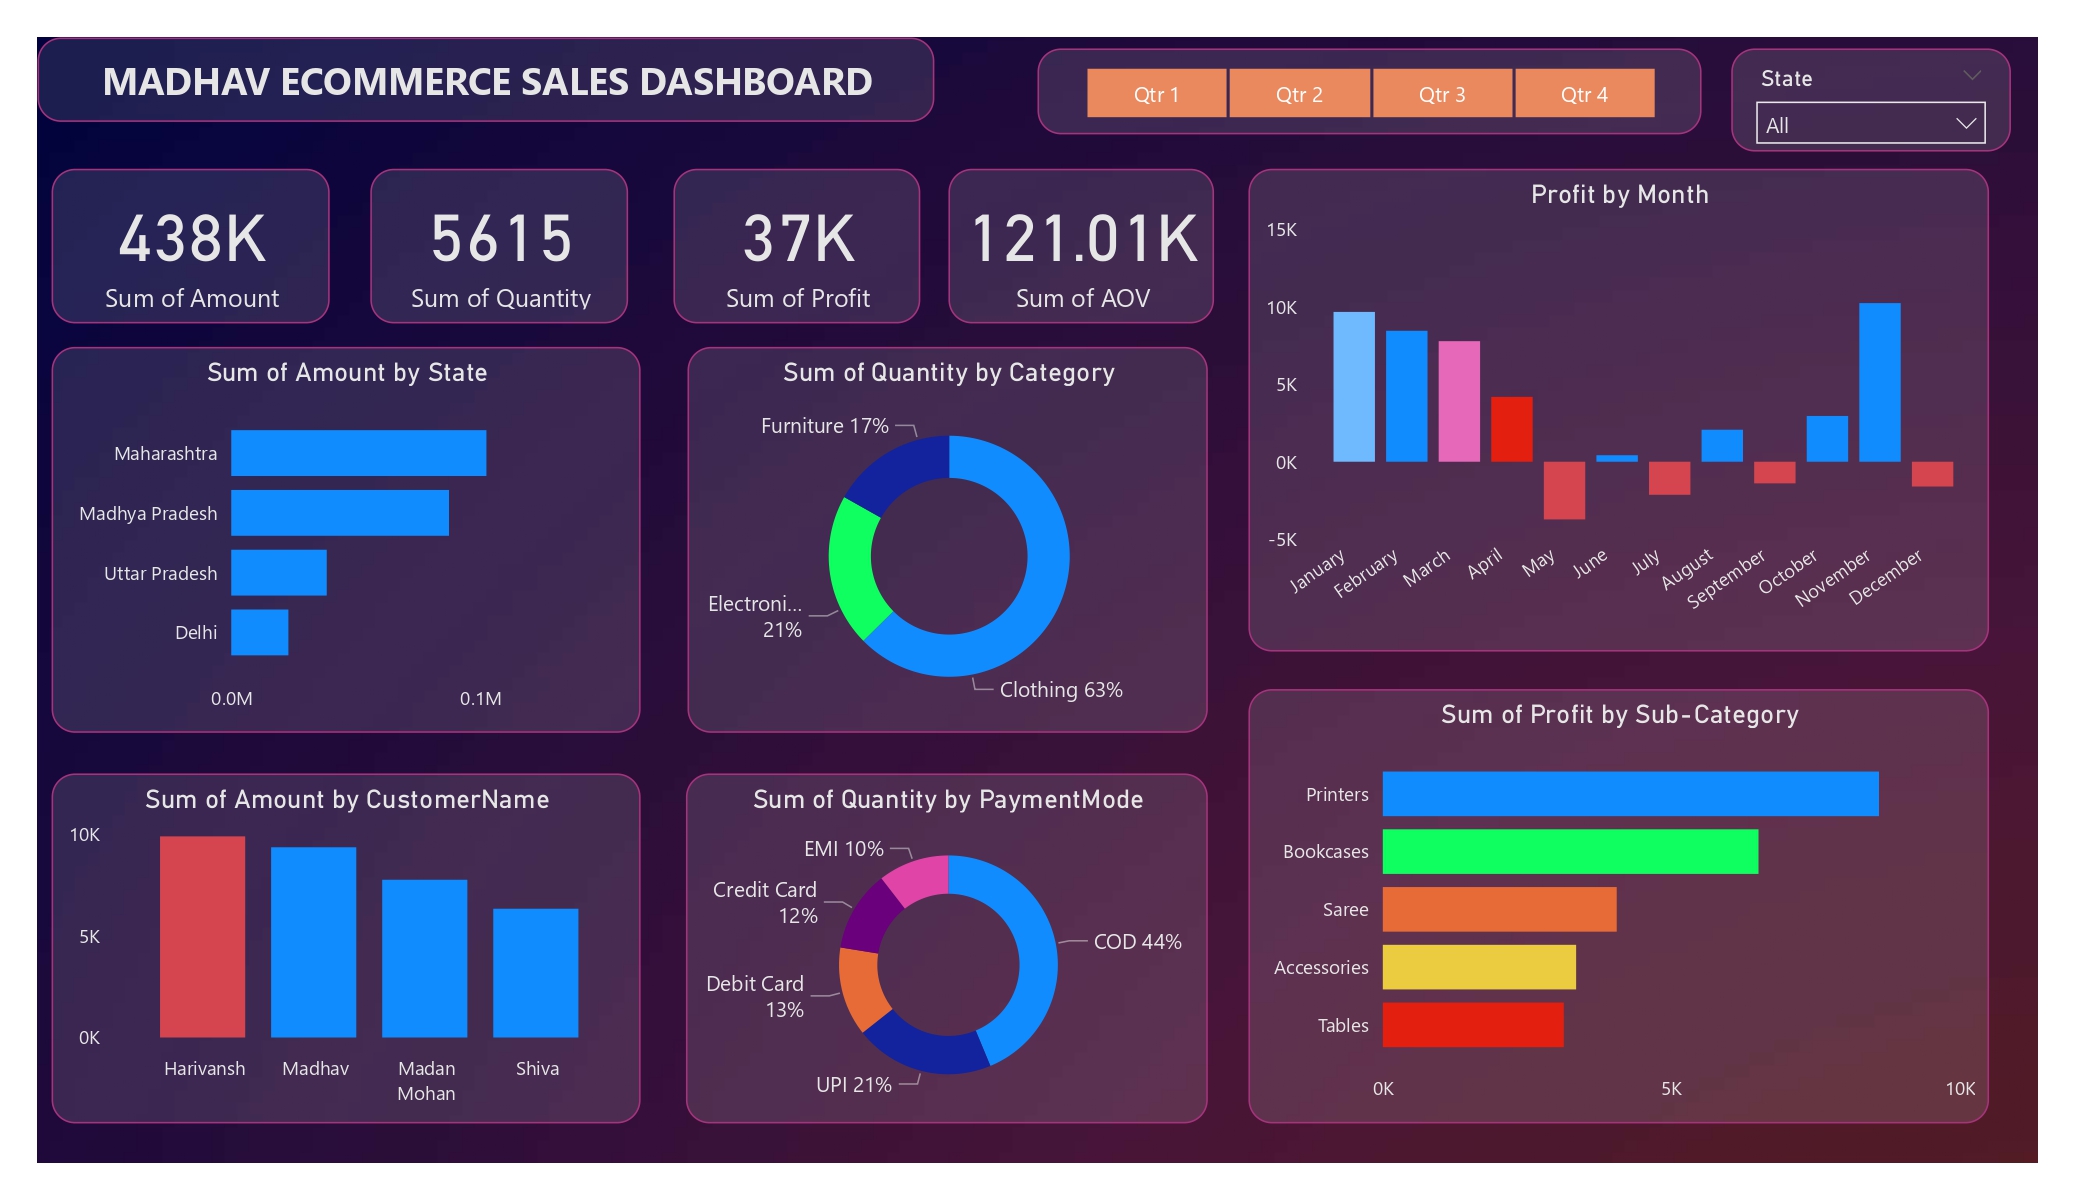 MADHAV ECOMMERCE SALES DASHBOARD
Qtr 1
Qtr 2
Qtr 3
Qtr 4
State
All
438K
Sum of Amount
5615
Sum of Quantity
37K
Sum of Profit
121.01K
Sum of AOV
Profit by Month
15K
10K
5K
0K
-5K
January
February
March
April
May
June
July
August
September
October
November
December
Sum of Amount by State
Maharashtra
Madhya Pradesh
Uttar Pradesh
Delhi
0.0M
0.1M
Sum of Quantity by Category
Furniture 17%
Electroni...
21%
Clothing 63%
Sum of Profit by Sub-Category
Printers
Bookcases
Saree
Accessories
Tables
0K
5K
10K
Sum of Amount by CustomerName
10K
5K
0K
Harivansh
Madhav
Madan
Mohan
Shiva
Sum of Quantity by PaymentMode
EMI 10%
Credit Card
12%
COD 44%
Debit Card
13%
UPI 21%